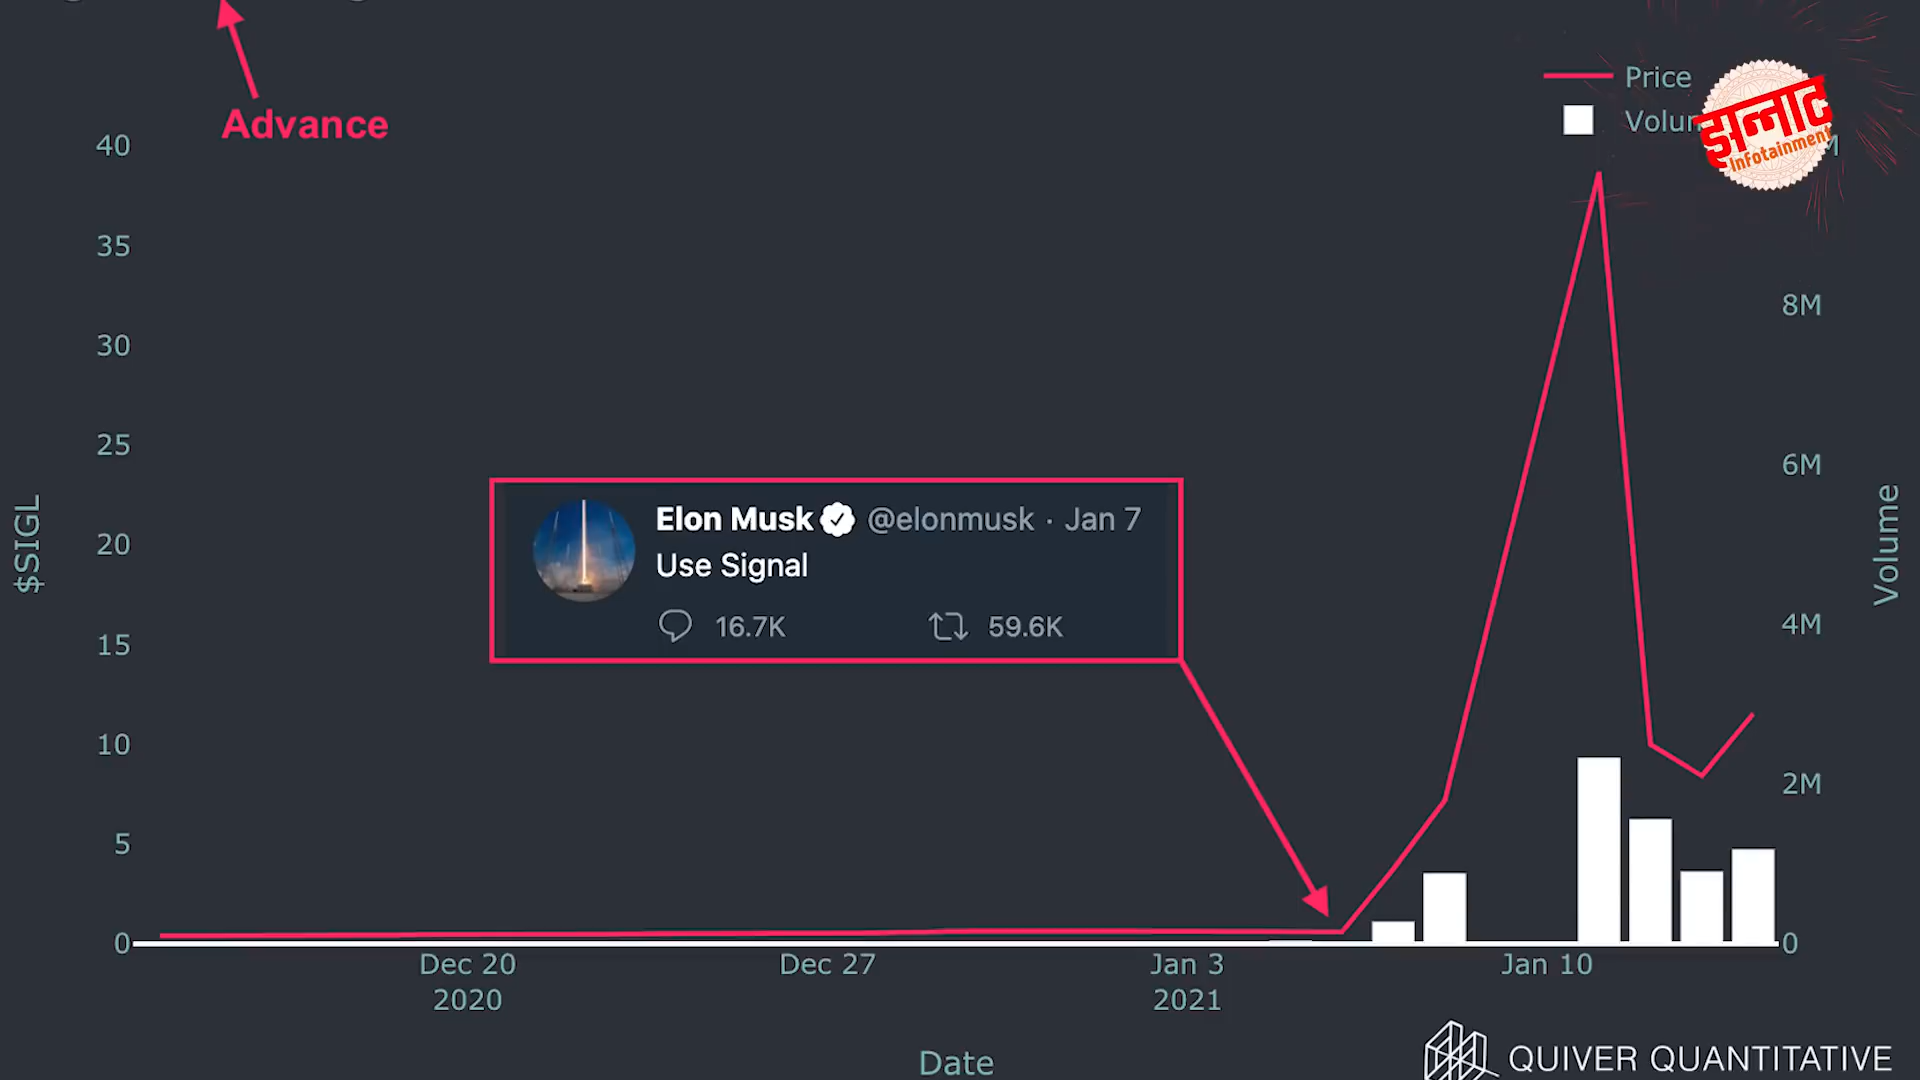 Advance
Price
Volu
झल्लाट
Infotainment
40
35
30
25
20
15
10
5
0
$SIGL
M
8M
6M
4M
2M
0
Volume
Elon Musk @elonmusk · Jan 7
Use Signal
16.7K 59.6K
Dec 20 Dec 27 Jan 3 Jan 10
2020 2021
Date
QUIVER QUANTITATIVE